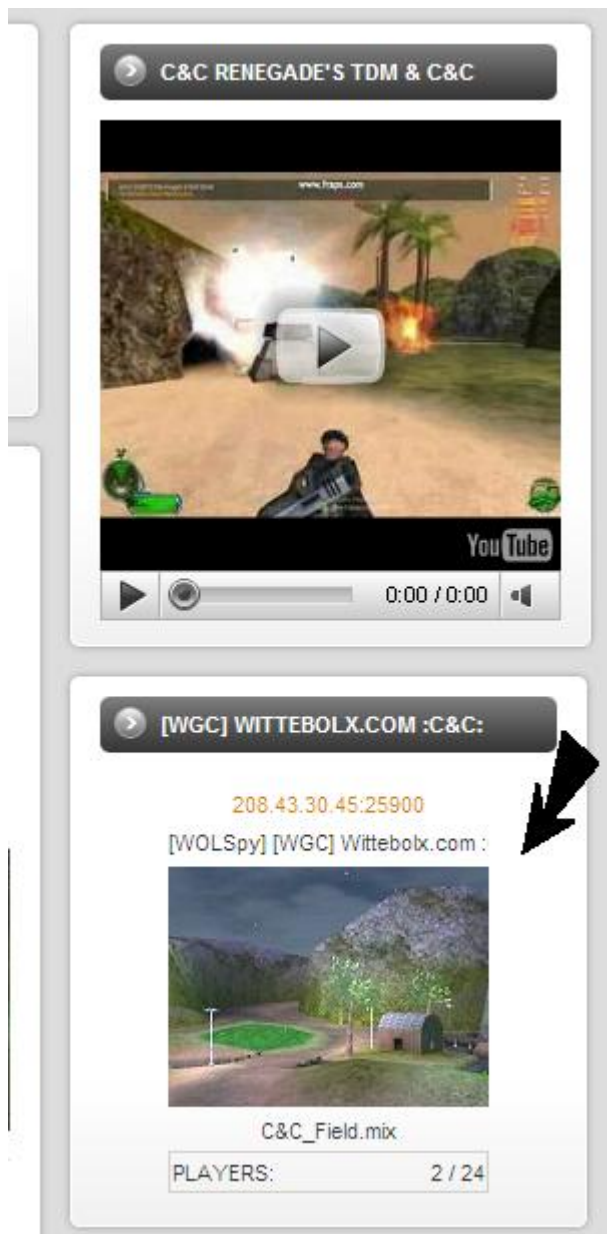 C&C RENEGADE'S TDM & C&C
www.fraps.com
YouTube
0:00 / 0:00
[WGC] WITTEBOLX.COM :C&C:
208.43.30.45:25900
[WOLSpy] [WGC] Wittebolx.com :
C&C_Field.mix
PLAYERS: 2 / 24